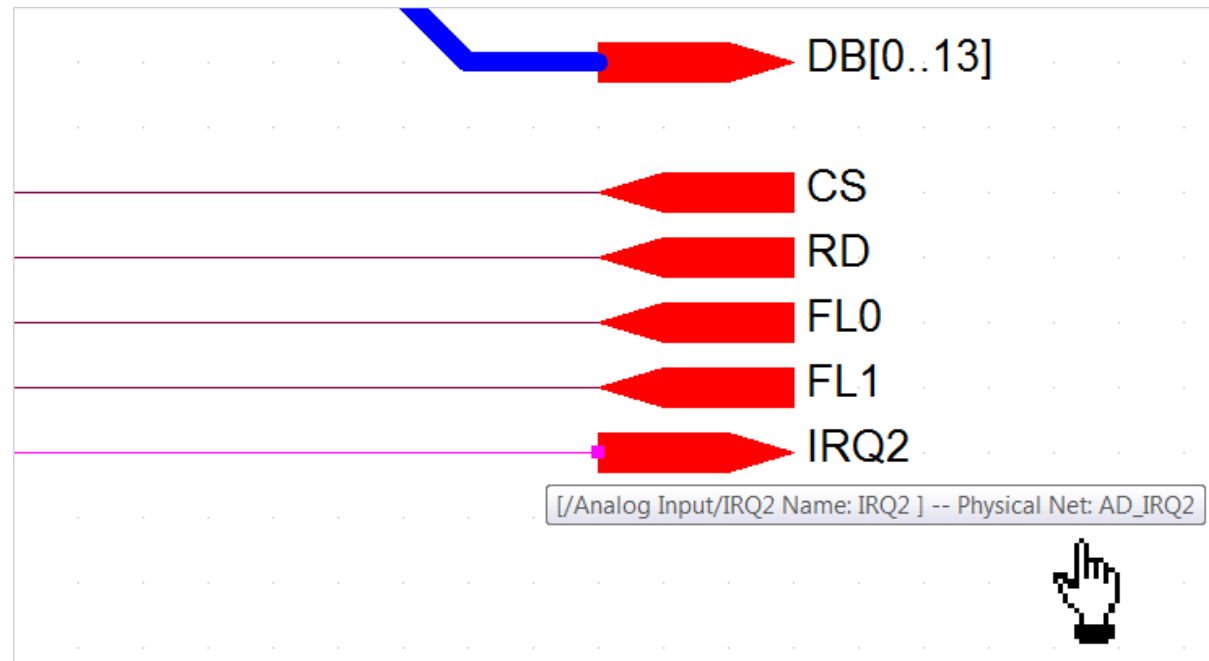 DB[0..13]
CS
RD
FL0
FL1
IRQ2
[/Analog Input/IRQ2 Name: IRQ2 ] -- Physical Net: AD_IRQ2